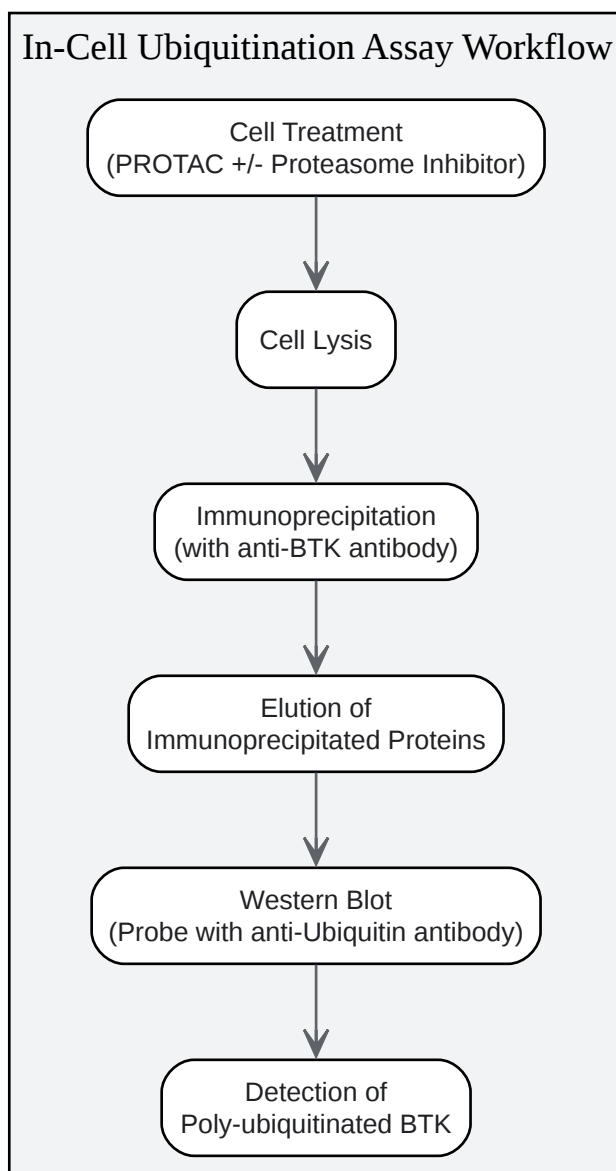 In-Cell Ubiquitination Assay Workflow
Cell Treatment
(PROTAC +/- Proteasome Inhibitor)
Cell Lysis
Immunoprecipitation
(with anti-BTK antibody)
Elution of
Immunoprecipitated Proteins
Western Blot
(Probe with anti-Ubiquitin antibody)
Detection of
Poly-ubiquitinated BTK